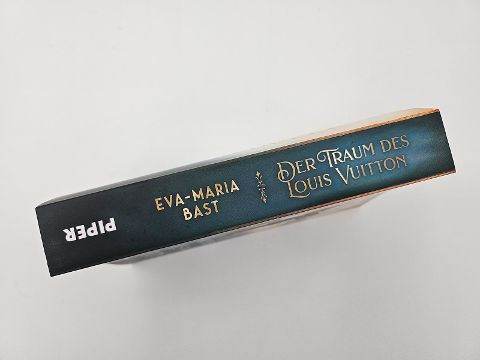 PIPER
EVA-MARIA
BAST
DER TRAUM DES
LOUIS VUITTON